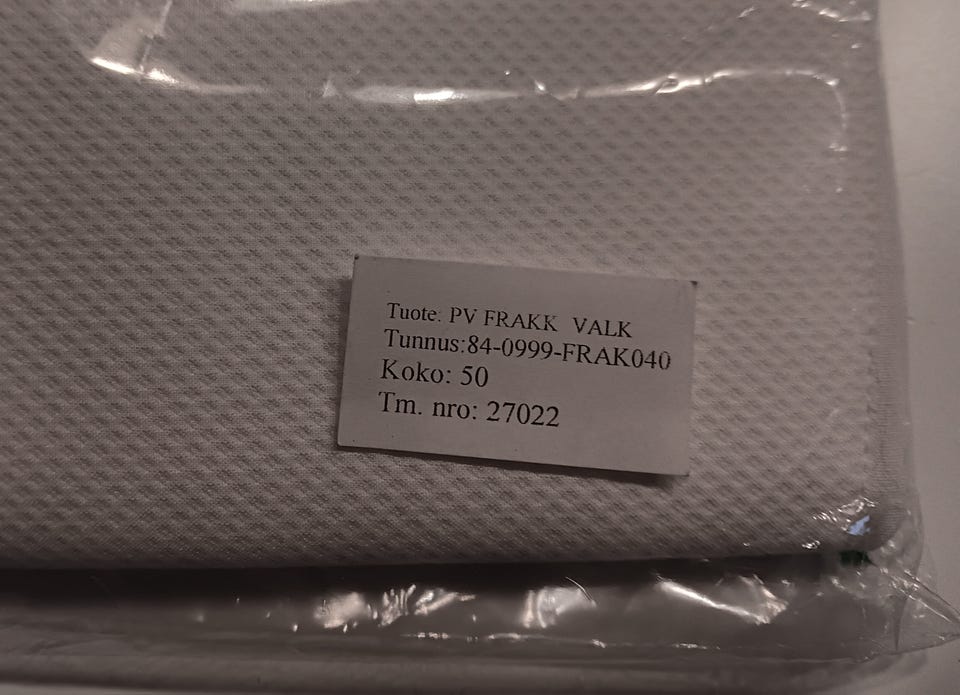 Tuote: PV FRAKK VALK
Tunnus:84-0999-FRAK040
Koko: 50
Tm. nro: 27022